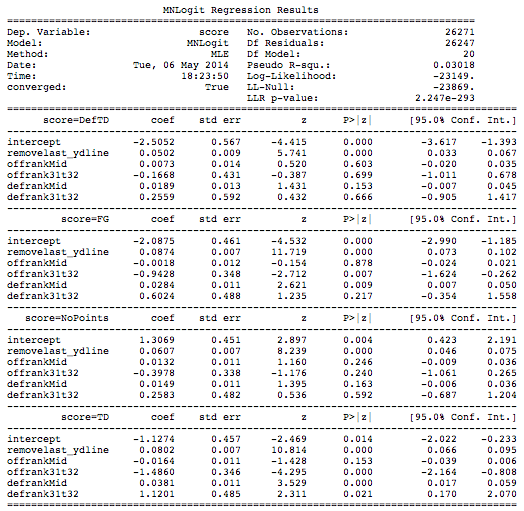 MNLogit Regression Results
==============================================================================
Dep. Variable: score No. Observations: 26271
Model: MNLogit Df Residuals: 26247
Method: MLE Df Model: 20
Date: Tue, 06 May 2014 Pseudo R-squ.: 0.03018
Time: 18:23:50 Log-Likelihood: -23149.
converged: True LL-Null: -23869.
LLR p-value: 2.247e-293
==============================================================================
score=DefTD coef std err z P>|z| [95.0% Conf. Int.]
------------------------------------------------------------------------------
intercept -2.5052 0.567 -4.415 0.000 -3.617 -1.393
removelast_ydline 0.0502 0.009 5.741 0.000 0.033 0.067
offrankMid 0.0073 0.014 0.520 0.603 -0.020 0.035
offrank31t32 -0.1668 0.431 -0.387 0.699 -1.011 0.678
defrankMid 0.0189 0.013 1.431 0.153 -0.007 0.045
defrank31t32 0.2559 0.592 0.432 0.666 -0.905 1.417
------------------------------------------------------------------------------
score=FG coef std err z P>|z| [95.0% Conf. Int.]
------------------------------------------------------------------------------
intercept -2.0875 0.461 -4.532 0.000 -2.990 -1.185
removelast_ydline 0.0874 0.007 11.719 0.000 0.073 0.102
offrankMid -0.0018 0.012 -0.154 0.878 -0.024 0.021
offrank31t32 -0.9428 0.348 -2.712 0.007 -1.624 -0.262
defrankMid 0.0284 0.011 2.621 0.009 0.007 0.050
defrank31t32 0.6024 0.488 1.235 0.217 -0.354 1.558
------------------------------------------------------------------------------
score=NoPoints coef std err z P>|z| [95.0% Conf. Int.]
------------------------------------------------------------------------------
intercept 1.3069 0.451 2.897 0.004 0.423 2.191
removelast_ydline 0.0607 0.007 8.239 0.000 0.046 0.075
offrankMid 0.0132 0.011 1.160 0.246 -0.009 0.036
offrank31t32 -0.3978 0.338 -1.176 0.240 -1.061 0.265
defrankMid 0.0149 0.011 1.395 0.163 -0.006 0.036
defrank31t32 0.2583 0.482 0.536 0.592 -0.687 1.204
------------------------------------------------------------------------------
score=TD coef std err z P>|z| [95.0% Conf. Int.]
------------------------------------------------------------------------------
intercept -1.1274 0.457 -2.469 0.014 -2.022 -0.233
removelast_ydline 0.0802 0.007 10.814 0.000 0.066 0.095
offrankMid -0.0164 0.011 -1.428 0.153 -0.039 0.006
offrank31t32 -1.4860 0.346 -4.295 0.000 -2.164 -0.808
defrankMid 0.0381 0.011 3.529 0.000 0.017 0.059
defrank31t32 1.1201 0.485 2.311 0.021 0.170 2.070
==============================================================================